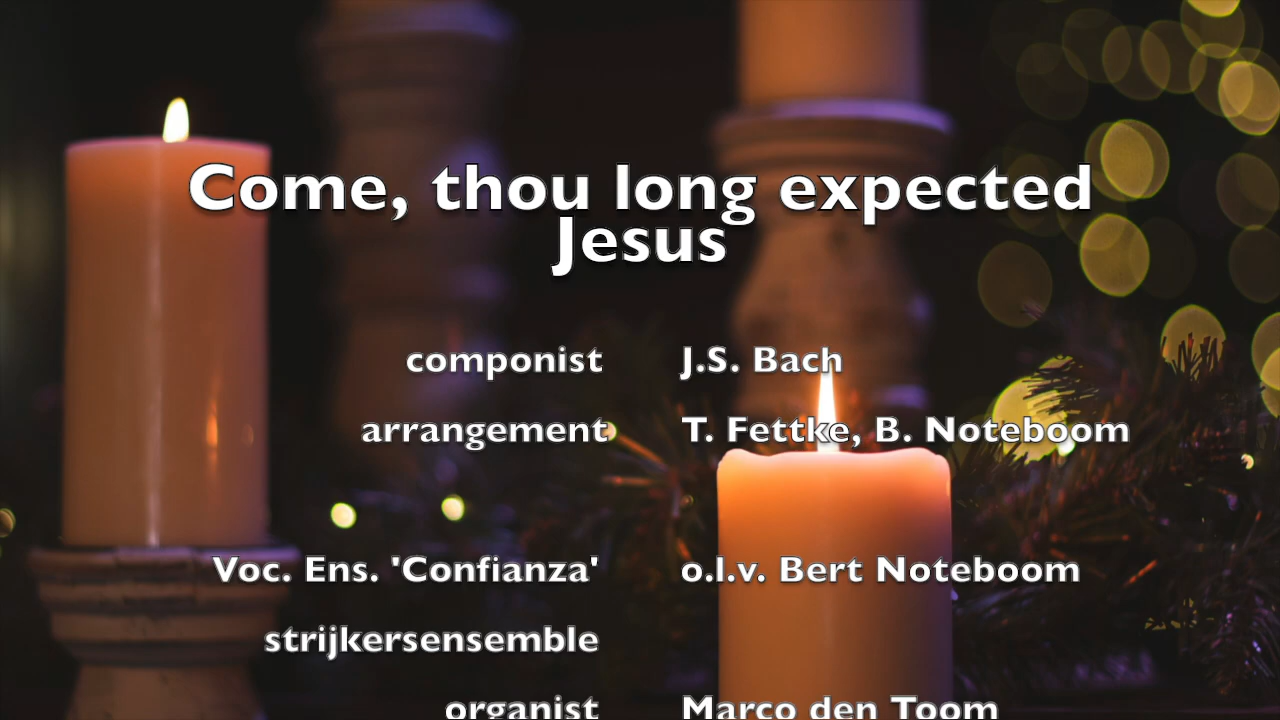 Come, thou long expected
Jesus
componist J.S. Bach
arrangement T. Fettke, B. Noteboom
Voc. Ens. 'Confianza' o.l.v. Bert Noteboom
strijkersensemble
organist Marco den Toom